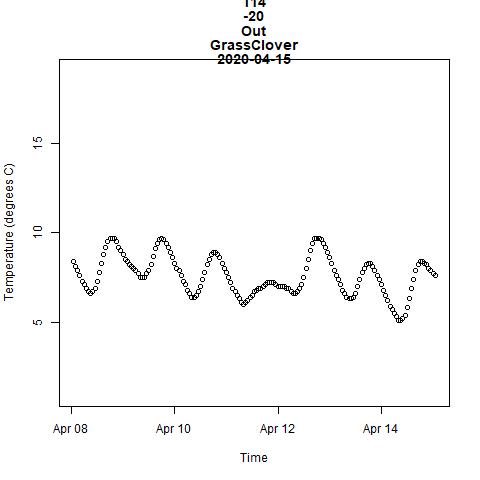 T14
-20
Out
GrassClover
2020-04-15
Temperature (degrees C)
15
10
5
Apr 08
Apr 10
Apr 12
Apr 14
Time